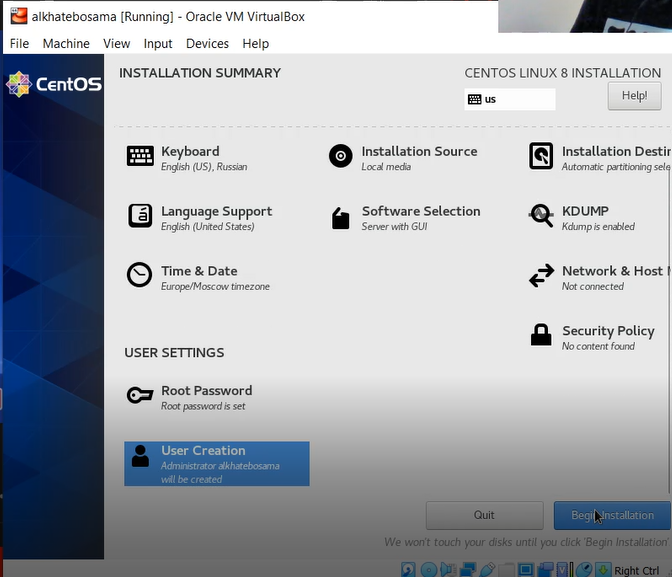 alkhatebosama [Running] - Oracle VM VirtualBox
File Machine View Input Devices Help
CentOS
INSTALLATION SUMMARY
CENTOS LINUX 8 INSTALLATION
us
Help!
Keyboard
English (US), Russian
Installation Source
Local media
Installation Destin
Automatic partitioning sele
Language Support
English (United States)
Software Selection
Server with GUI
KDUMP
Kdump is enabled
Time & Date
Europe/Moscow timezone
Network & Host
Not connected
Security Policy
No content found
USER SETTINGS
Root Password
Root password is set
User Creation
Administrator alkhatebosama
will be created
Quit
Begin Installation
We won't touch your disks until you click 'Begin Installation'
Right Ctrl